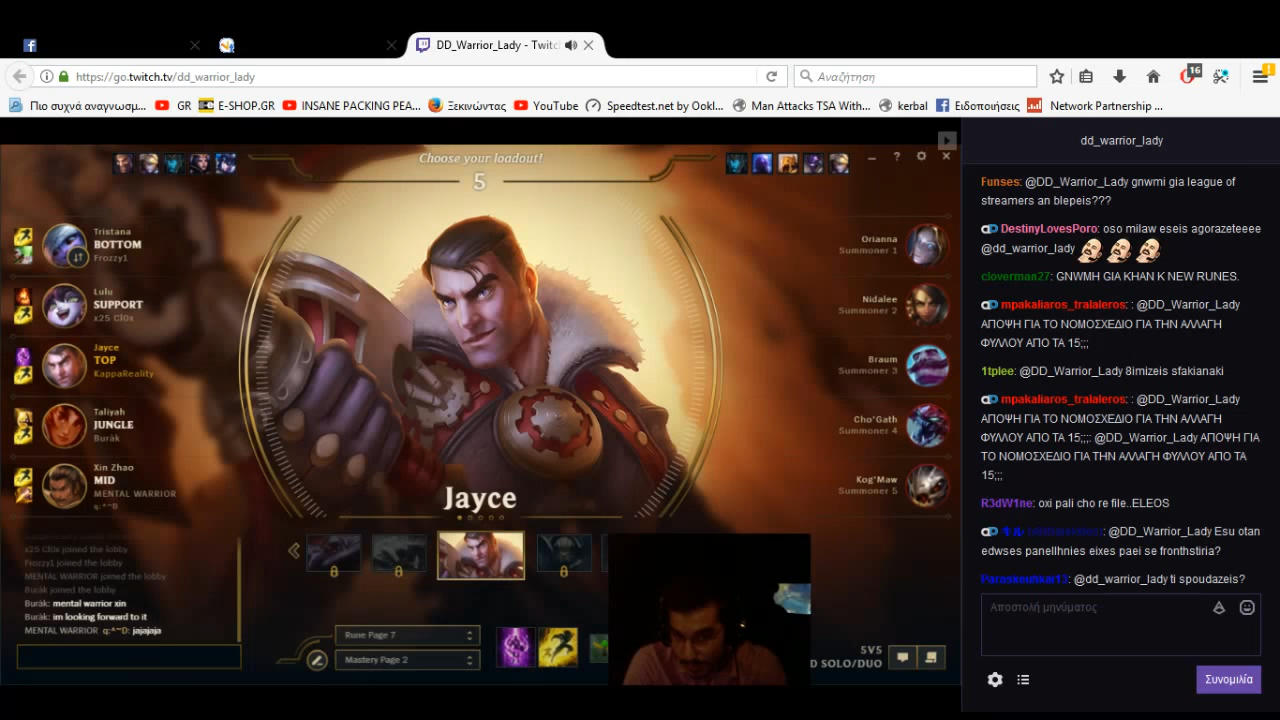 DD_Warrior_Lady - Twitc
https://go.twitch.tv/dd_warrior_lady
Αναζήτηση
16
Πιο συχνά αναγνωσμ...
GR
E-SHOP.GR
INSANE PACKING PEA...
Ξεκινώντας
YouTube
Speedtest.net by Ookl...
Man Attacks TSA With...
kerbal
Ειδοποιήσεις
Network Partnership ...
Choose your loadout!
5
Tristana
BOTTOM
Frozzy1
Lulu
SUPPORT
x25 Cl0x
Jayce
TOP
KappaReality
Taliyah
JUNGLE
Buràk
Xin Zhao
MID
MENTAL WARRIOR
q:*~D
Orianna
Summoner 1
Nidalee
Summoner 2
Braum
Summoner 3
Cho'Gath
Summoner 4
Kog'Maw
Summoner 5
Jayce
x25 Cl0x joined the lobby
Frozzy1 joined the lobby
MENTAL WARRIOR joined the lobby
Buràk joined the lobby
Buràk: mental warrior xin
Buràk: im looking forward to it
MENTAL WARRIOR q:*~D: jajajaja
Rune Page 7
Mastery Page 2
5V5
D SOLO/DUO
dd_warrior_lady
Funses: @DD_Warrior_Lady gnwmi gia league of
streamers an blepeis???
DestinyLovesPoro: oso milaw eseis agorazeteeee
@dd_warrior_lady
cloverman27: GNWMH GIA KHAN K NEW RUNES.
mpakaliaros_tralaleros: : @DD_Warrior_Lady
ΑΠΟΨΗ ΓΙΑ ΤΟ ΝΟΜΟΣΧΕΔΙΟ ΓΙΑ ΤΗΝ ΑΛΛΑΓΗ
ΦΥΛΛΟΥ ΑΠΟ ΤΑ 15;;;
1tplee: @DD_Warrior_Lady 8imizeis sfakianaki
mpakaliaros_tralaleros: : @DD_Warrior_Lady
ΑΠΟΨΗ ΓΙΑ ΤΟ ΝΟΜΟΣΧΕΔΙΟ ΓΙΑ ΤΗΝ ΑΛΛΑΓΗ
ΦΥΛΛΟΥ ΑΠΟ ΤΑ 15;;;; @DD_Warrior_Lady ΑΠΟΨΗ ΓΙΑ
ΤΟ ΝΟΜΟΣΧΕΔΙΟ ΓΙΑ ΤΗΝ ΑΛΛΑΓΗ ΦΥΛΛΟΥ ΑΠΟ ΤΑ
15;;;
R3dW1ne: oxi pali cho re file..ELEOS
: @DD_Warrior_Lady Esu otan
edwses panellhnies eixes paei se fronthstiria?
: @dd_warrior_lady ti spoudazeis?
Αποστολή μηνύματος
Συνομιλία